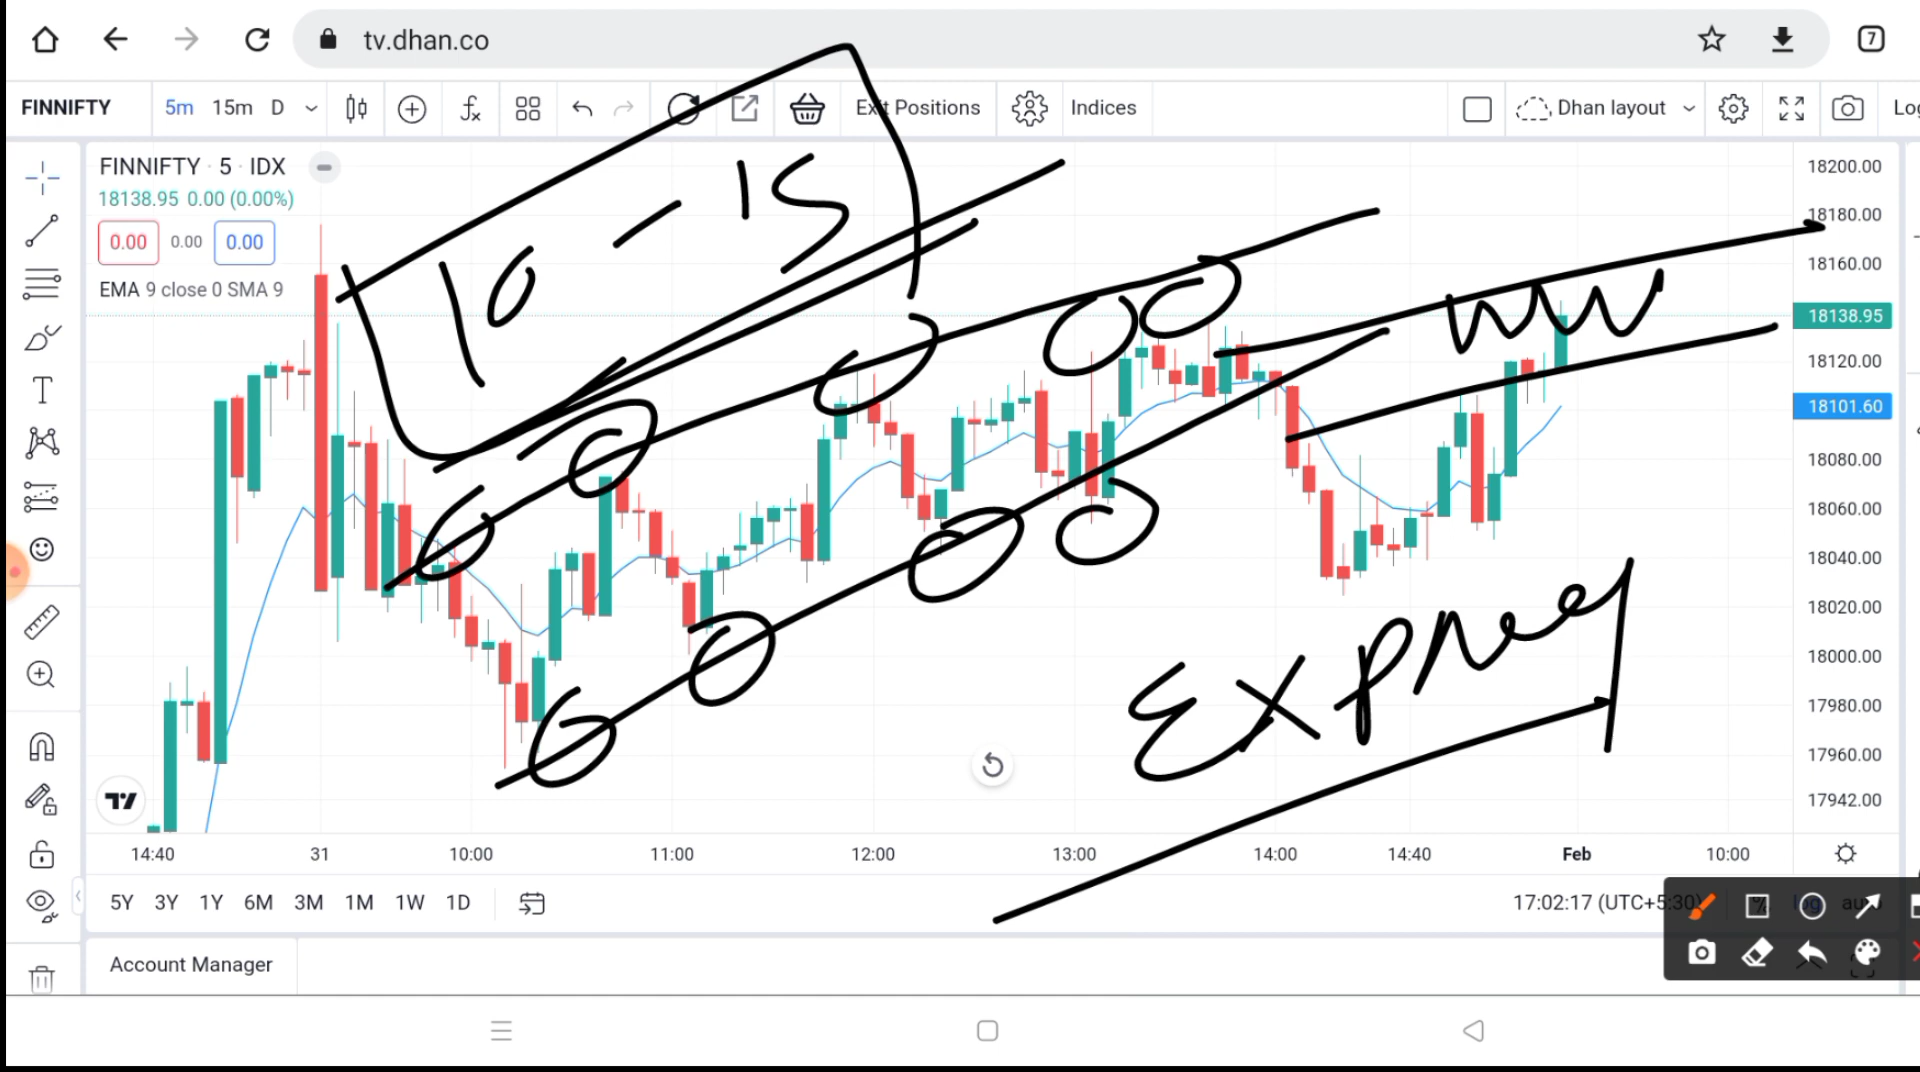 tv.dhan.co
7
FINNIFTY 5m 15m D Exit Positions Indices Dhan layout
FINNIFTY · 5 · IDX
18138.95 0.00 (0.00%)
0.00 0.00 0.00
EMA 9 close 0 SMA 9
10 - 15
Expirey
18200.00
18180.00
18160.00
18138.95
18120.00
18101.60
18080.00
18060.00
18040.00
18020.00
18000.00
17980.00
17960.00
17942.00
14:40 31 10:00 11:00 12:00 13:00 14:00 14:40 Feb 10:00
5Y 3Y 1Y 6M 3M 1M 1W 1D 17:02:17 (UTC+5:30)
Account Manager